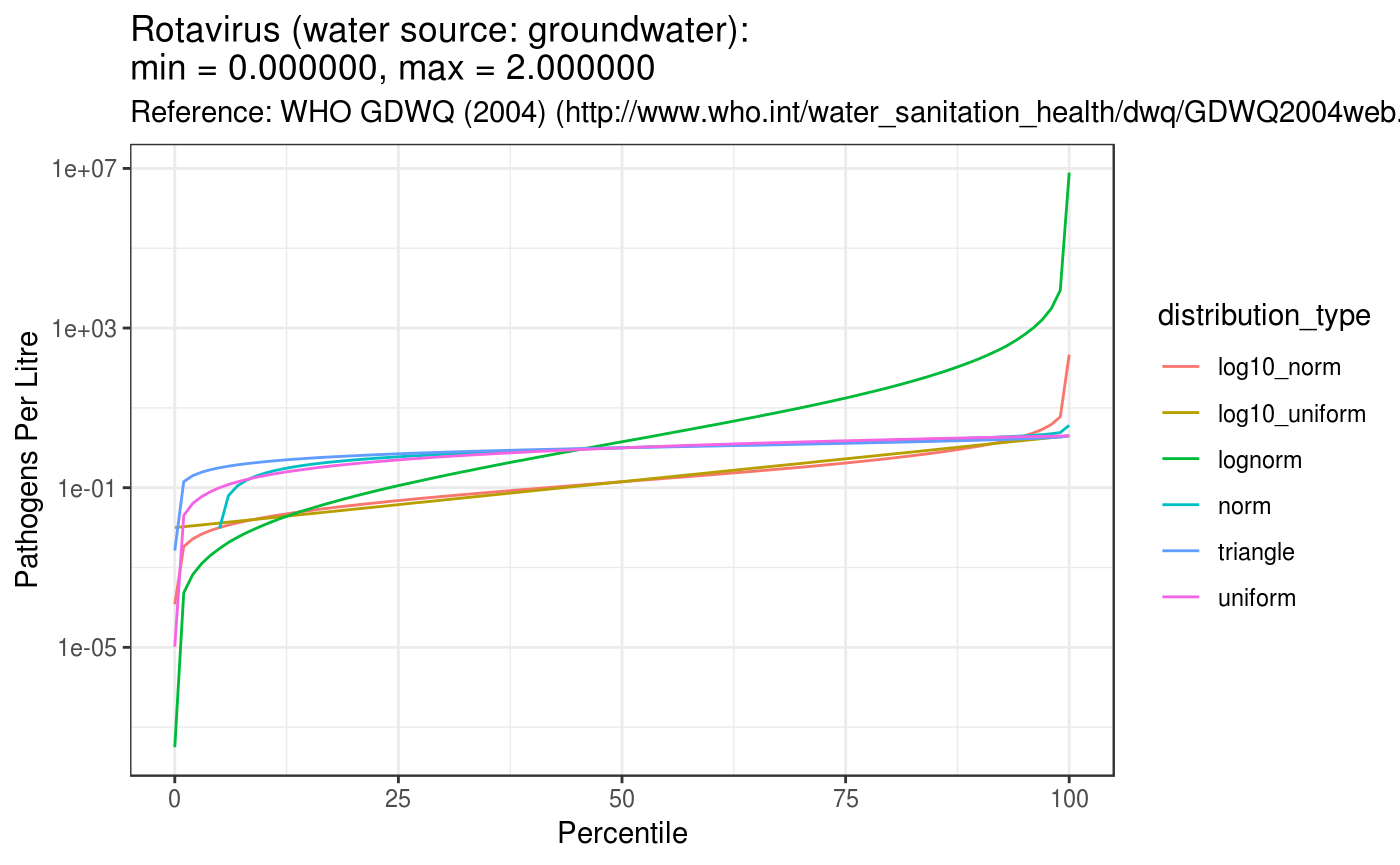 Rotavirus (water source: groundwater):
min = 0.000000, max = 2.000000
Reference: WHO GDWQ (2004) (http://www.who.int/water_sanitation_health/dwq/GDWQ2004web.
1e+07
1e+03
1e-01
1e-05
Pathogens Per Litre
0 25 50 75 100
Percentile
distribution_type
log10_norm
log10_uniform
lognorm
norm
triangle
uniform